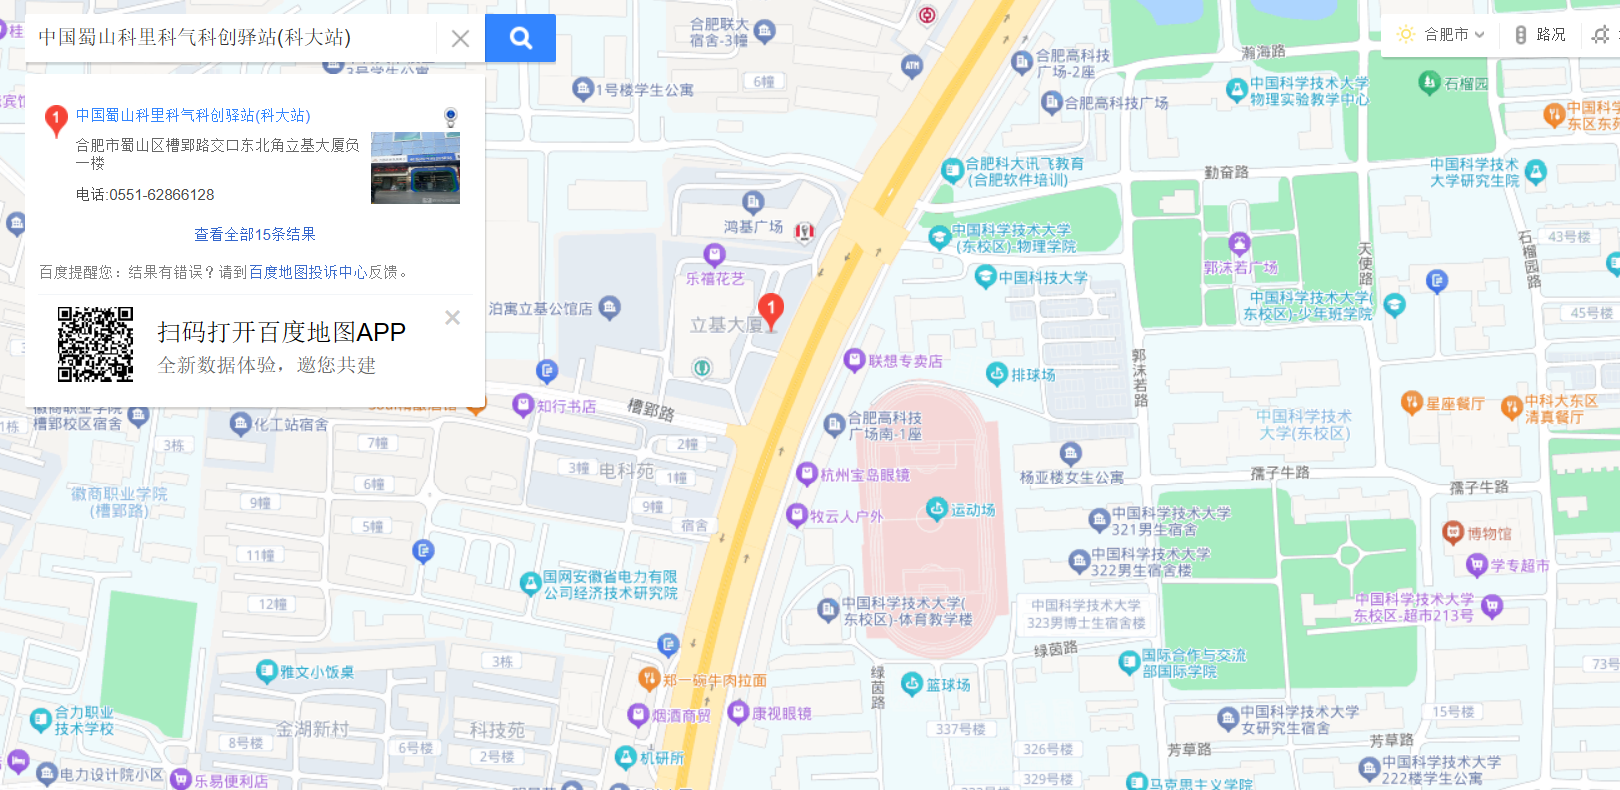 中国蜀山科里科气科创驿站(科大站)
合肥市
路况
1
中国蜀山科里科气科创驿站(科大站)
合肥市蜀山区槽郢路交口东北角立基大厦负
一楼
电话:0551-62866128
查看全部15条结果
百度提醒您：结果有错误？请到百度地图投诉中心反馈。
扫码打开百度地图APP
全新数据体验，邀您共建
合肥联大
宿舍-3幢
3号学生公寓
1号楼学生公寓
6幢
ATM
合肥高科技
广场-2座
合肥高科技广场
瀚海路
中国科学技术大学
物理实验教学中心
石榴园
中国科
东区东苑
合肥科大讯飞教育
(合肥软件培训)
勤奋路
中国科学技术
大学研究生院
鸿基广场
乐禧花艺
中国科学技术大学
(东校区)-物理学院
中国科技大学
郭沫若广场
天使路
石榴园路
43号楼
45号楼
中国科学技术大学(
东校区)-少年班学院
泊寓立基公馆店
立基大厦
1
联想专卖店
排球场
郭沫若路
星座餐厅
中科大东区
清真餐厅
中国科学技术
大学(东校区)
知行书店
槽郢路
徽商职业学院
槽郢校区宿舍
1栋
3栋
化工站宿舍
7幢
2幢
3幢
电科苑
1幢
6幢
9幢
9幢
宿舍
5幢
11幢
12幢
徽商职业学院
(槽郢路)
合肥高科技
广场南-1座
杭州宝岛眼镜
牧云人户外
运动场
杨亚楼女生公寓
孺子牛路
孺子牛路
中国科学技术大学
321男生宿舍
中国科学技术大学
322男生宿舍楼
博物馆
学专超市
中国科学技术大学
东校区-超市213号
国网安徽省电力有限
公司经济技术研究院
中国科学技术大学(
东校区)-体育教学楼
中国科学技术大学
323男博士生宿舍楼
绿茵路
绿茵路
国际合作与交流
部国际学院
73号
3栋
雅文小饭桌
郑一碗牛肉拉面
篮球场
烟酒商贸
康视眼镜
合力职业
技术学校
金湖新村
科技苑
8号楼
6号楼
2号楼
机研所
337号楼
326号楼
329号楼
中国科学技术大学
女研究生宿舍
15号楼
芳草路
芳草路
中国科学技术大学
222楼学生公寓
电力设计院小区
乐易便利店
马克思主义学院